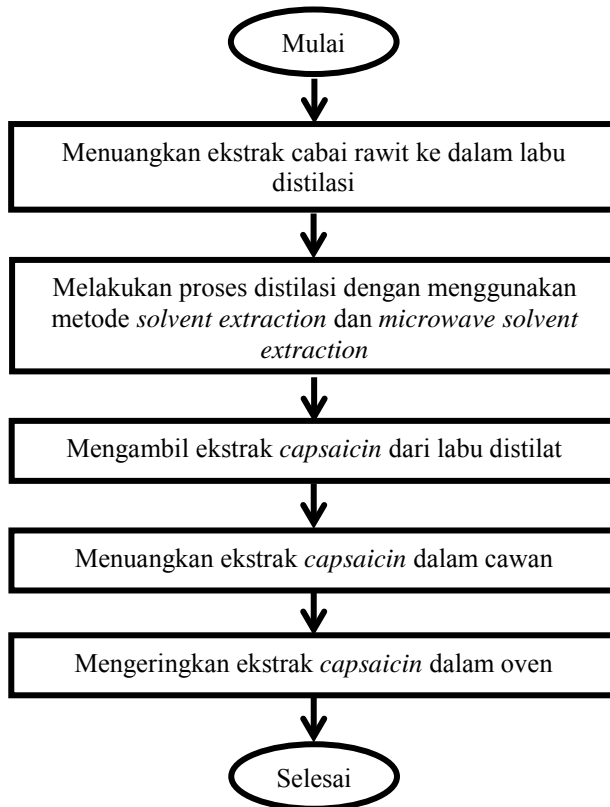 Mulai
Menuangkan ekstrak cabai rawit ke dalam labu
distilasi
Melakukan proses distilasi dengan menggunakan
metode solvent extraction dan microwave solvent
extraction
Mengambil ekstrak capsaicin dari labu distilat
Menuangkan ekstrak capsaicin dalam cawan
Mengeringkan ekstrak capsaicin dalam oven
Selesai